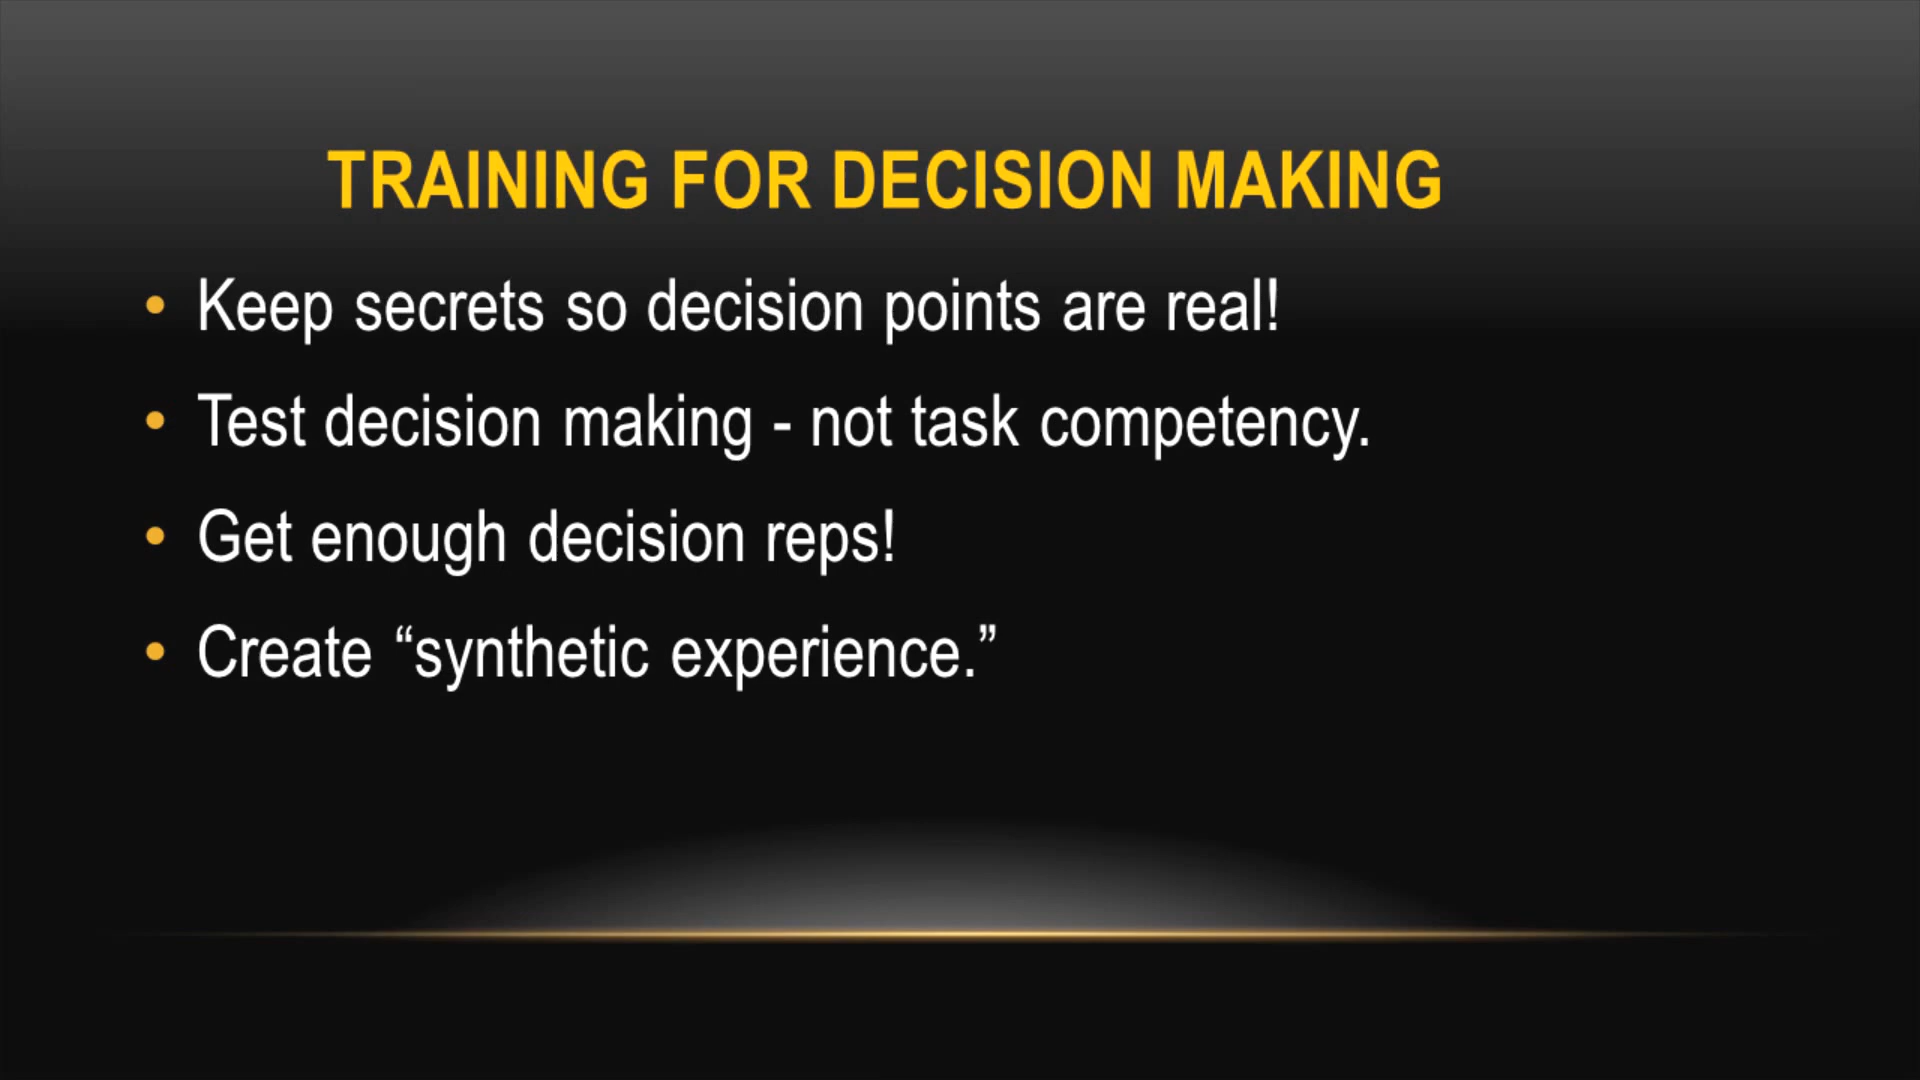 TRAINING FOR DECISION MAKING
• Keep secrets so decision points are real!
• Test decision making - not task competency.
• Get enough decision reps!
• Create “synthetic experience.”